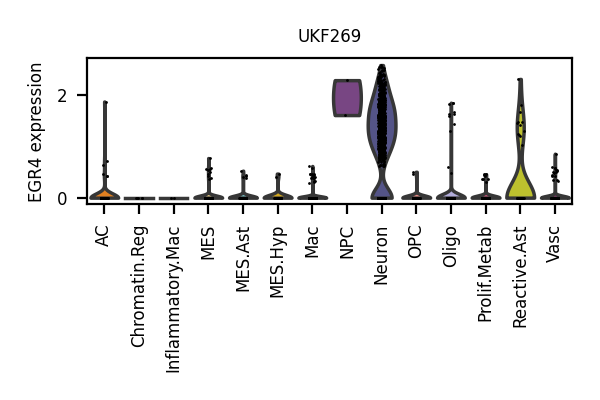 UKF269
EGR4 expression
2
0
AC
Chromatin.Reg
Inflammatory.Mac
MES
MES.Ast
MES.Hyp
Mac
NPC
Neuron
OPC
Oligo
Prolif.Metab
Reactive.Ast
Vasc